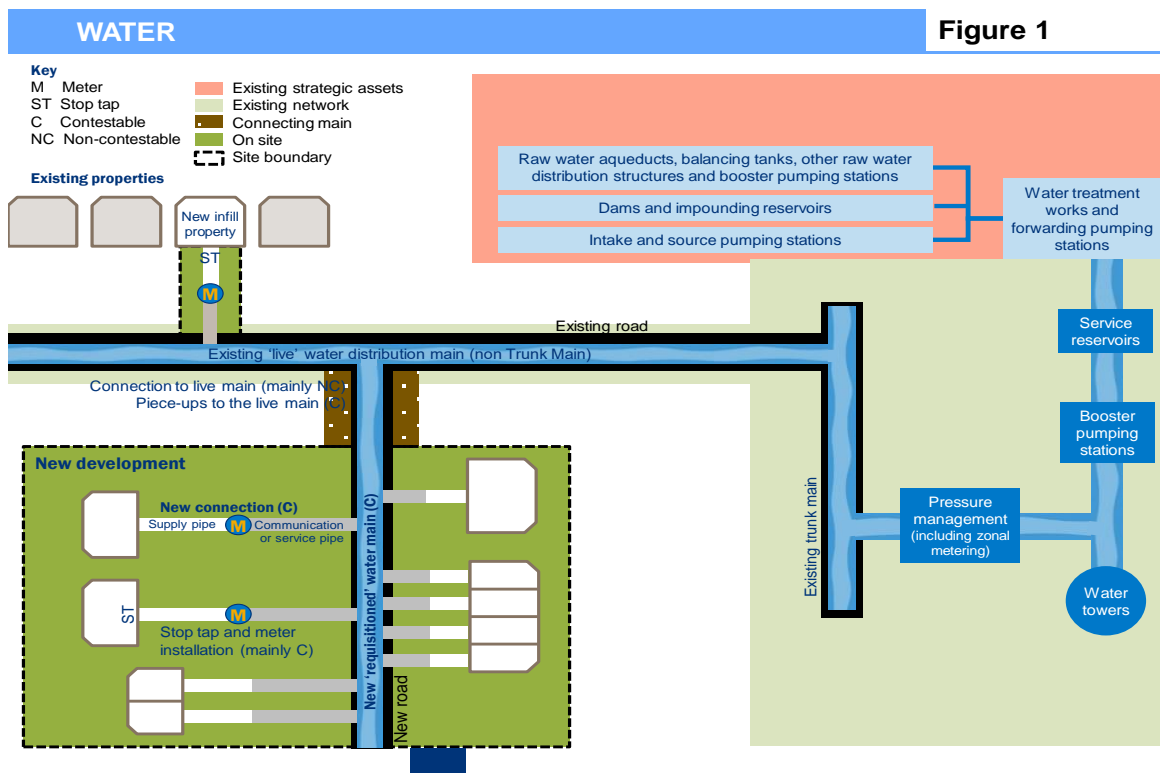 WATER
Figure 1
Key
M Meter
ST Stop tap
C Contestable
NC Non-contestable
Existing strategic assets
Existing network
Connecting main
On site
Site boundary
Existing properties
New infill
property
ST
M
Raw water aqueducts, balancing tanks, other raw water
distribution structures and booster pumping stations
Dams and impounding reservoirs
Intake and source pumping stations
Water treatment
works and
forwarding pumping
stations
Existing road
Existing ‘live’ water distribution main (non Trunk Main)
Service
reservoirs
Connection to live main (mainly NC)
Piece-ups to the live main (C)
Booster
pumping
stations
New development
New connection (C)
Supply pipe
M
Communication
or service pipe
ST
M
Stop tap and meter
installation (mainly C)
New ‘requisitioned’ water main (C)
New road
Existing trunk main
Pressure
management
(including zonal
metering)
Water
towers